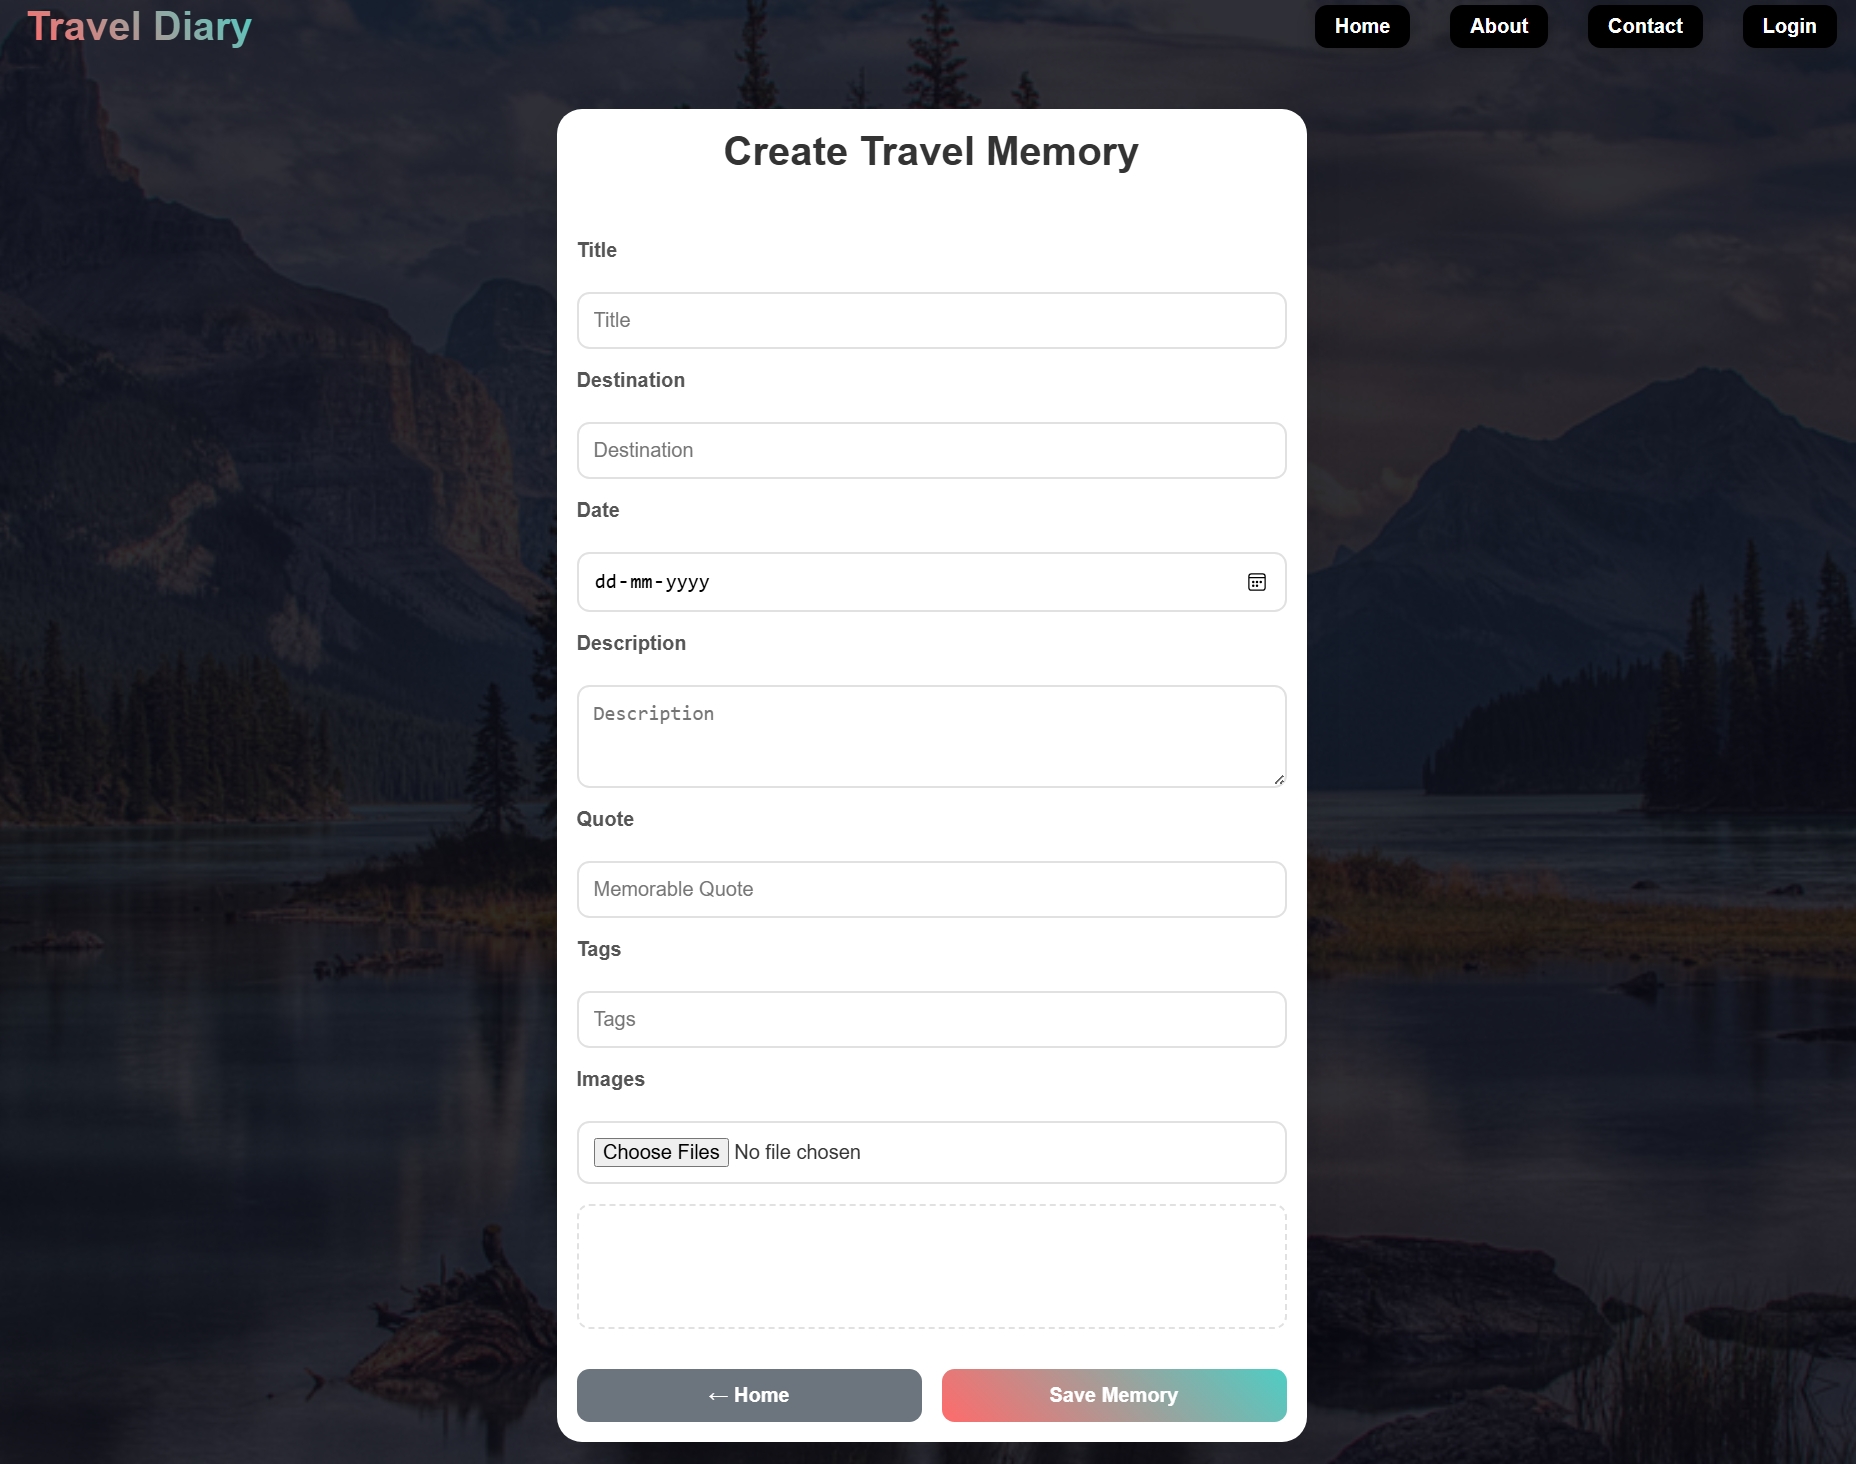 Travel Diary
Home
About
Contact
Login
Create Travel Memory
Title
Title
Destination
Destination
Date
dd-mm-yyyy
Description
Description
Quote
Memorable Quote
Tags
Tags
Images
Choose Files No file chosen
← Home
Save Memory